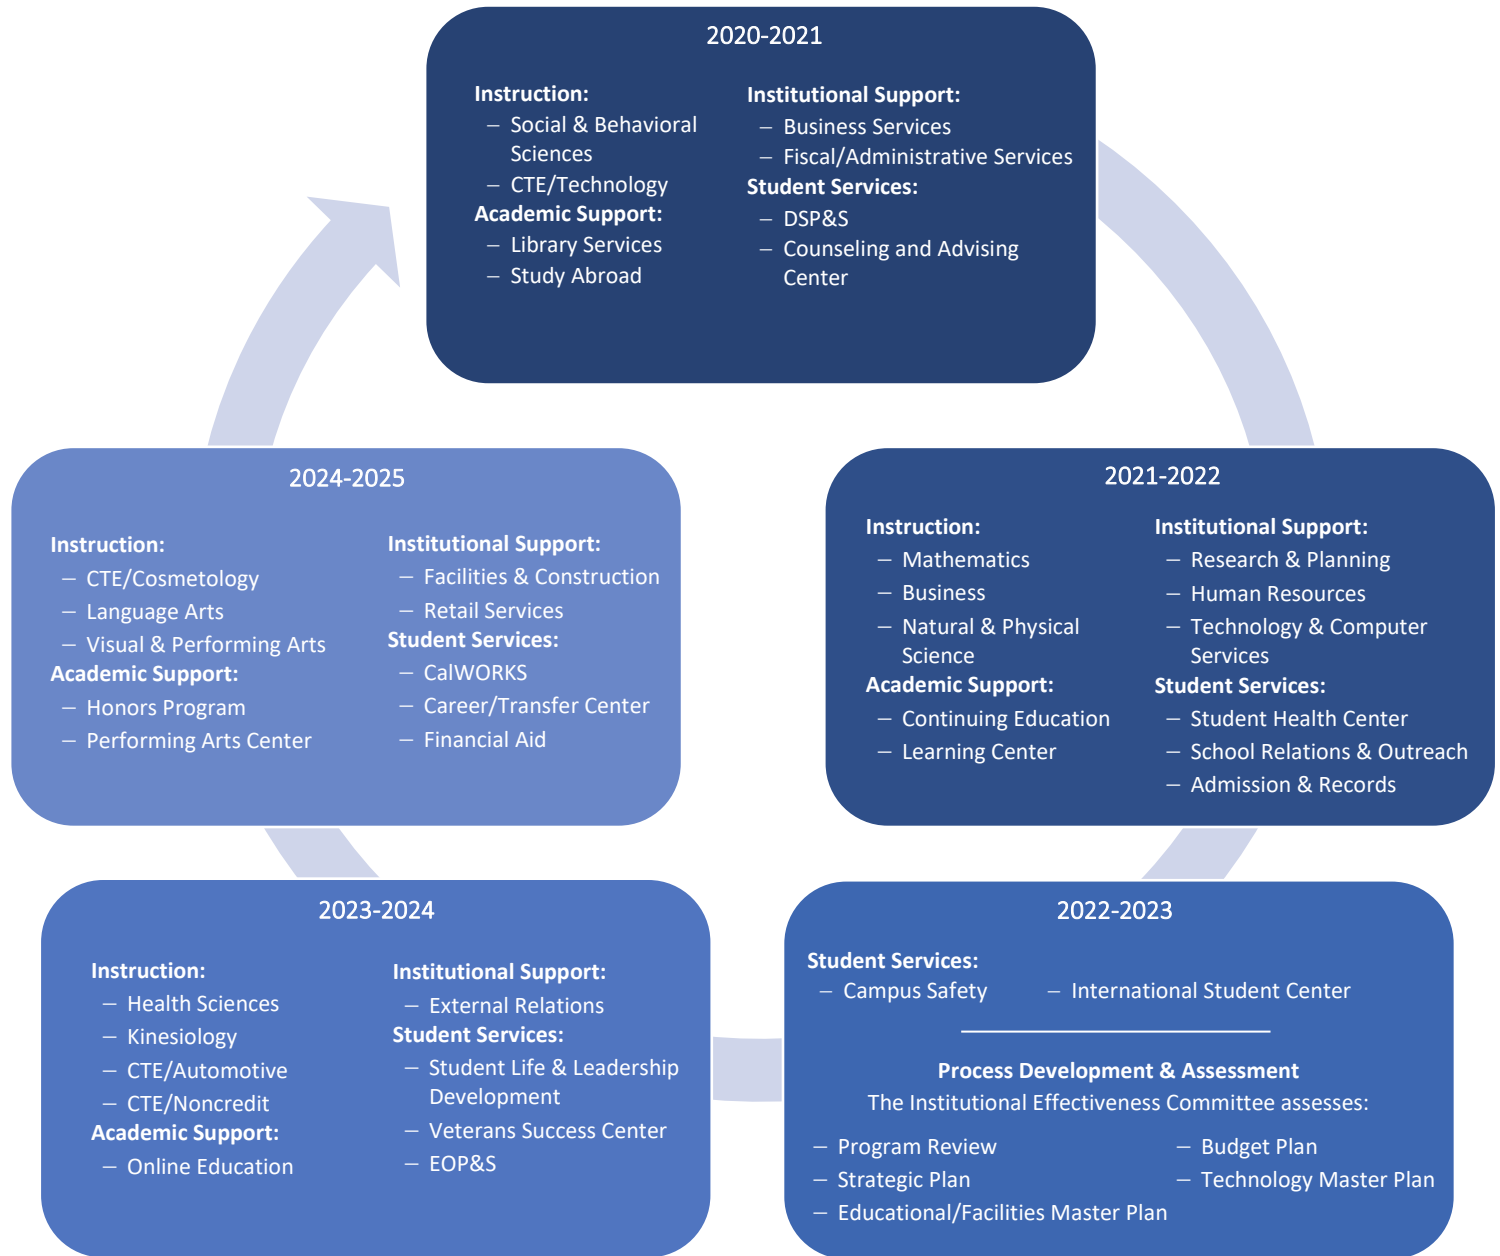 2020-2021
Instruction:
– Social & Behavioral
Sciences
– CTE/Technology
Academic Support:
– Library Services
– Study Abroad
Institutional Support:
– Business Services
– Fiscal/Administrative Services
Student Services:
– DSP&S
– Counseling and Advising
Center
2021-2022
Instruction:
– Mathematics
– Business
– Natural & Physical
Science
Academic Support:
– Continuing Education
– Learning Center
Institutional Support:
– Research & Planning
– Human Resources
– Technology & Computer
Services
Student Services:
– Student Health Center
– School Relations & Outreach
– Admission & Records
2022-2023
Student Services:
– Campus Safety – International Student Center
Process Development & Assessment
The Institutional Effectiveness Committee assesses:
– Program Review
– Strategic Plan
– Educational/Facilities Master Plan
– Budget Plan
– Technology Master Plan
2023-2024
Instruction:
– Health Sciences
– Kinesiology
– CTE/Automotive
– CTE/Noncredit
Academic Support:
– Online Education
Institutional Support:
– External Relations
Student Services:
– Student Life & Leadership
Development
– Veterans Success Center
– EOP&S
2024-2025
Instruction:
– CTE/Cosmetology
– Language Arts
– Visual & Performing Arts
Academic Support:
– Honors Program
– Performing Arts Center
Institutional Support:
– Facilities & Construction
– Retail Services
Student Services:
– CalWORKS
– Career/Transfer Center
– Financial Aid